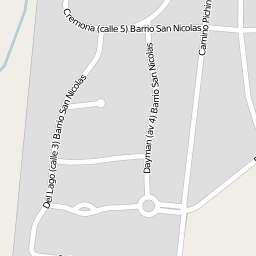 Cremona (calle 5) Barrio San Nicolas
Camino Pichin
Dayman (av 4) Barrio San Nicolas
Del Lago (calle 3) Barrio San Nicolas